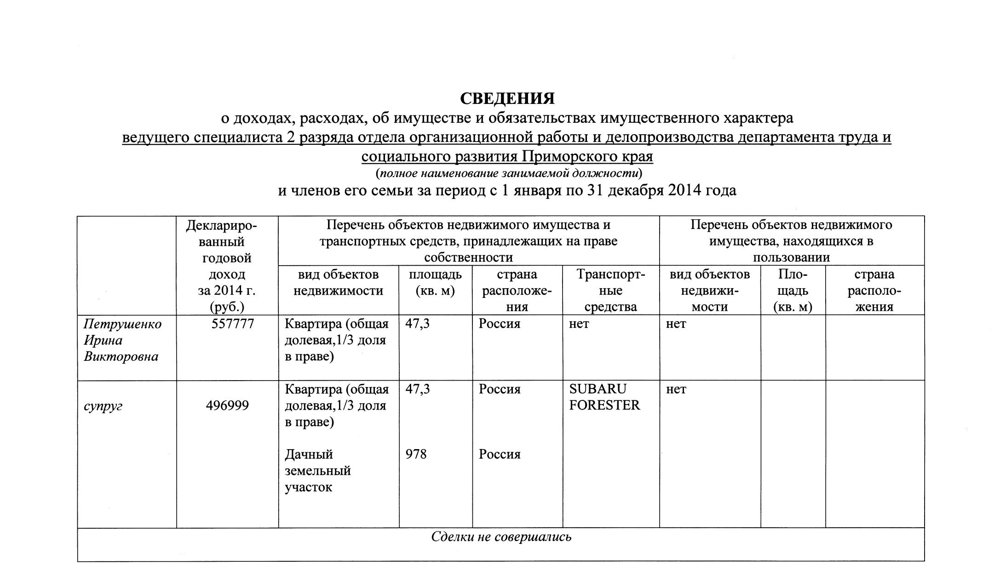 СВЕДЕНИЯ
о доходах, расходах, об имуществе и обязательствах имущественного характера
ведущего специалиста 2 разряда отдела организационной работы и делопроизводства департамента труда и
социального развития Приморского края
(полное наименование занимаемой должности)
и членов его семьи за период с 1 января по 31 декабря 2014 года
Деклариро-
ванный
годовой
доход
за 2014 г.
(руб.)
Перечень объектов недвижимого имущества и
транспортных средств, принадлежащих на праве
собственности
Перечень объектов недвижимого
имущества, находящихся в
пользовании
вид объектов
недвижимости
площадь
(кв. м)
страна
расположе-
ния
Транспорт-
ные
средства
вид объектов
недвижи-
мости
Пло-
щадь
(кв. м)
страна
располо-
жения
Петрушенко
Ирина
Викторовна
557777
Квартира (общая
долевая,1/3 доля
в праве)
47,3
Россия
нет
нет
супруг
496999
Квартира (общая
долевая,1/3 доля
в праве)
47,3
Россия
SUBARU
FORESTER
нет
Дачный
земельный
участок
978
Россия
Сделки не совершались